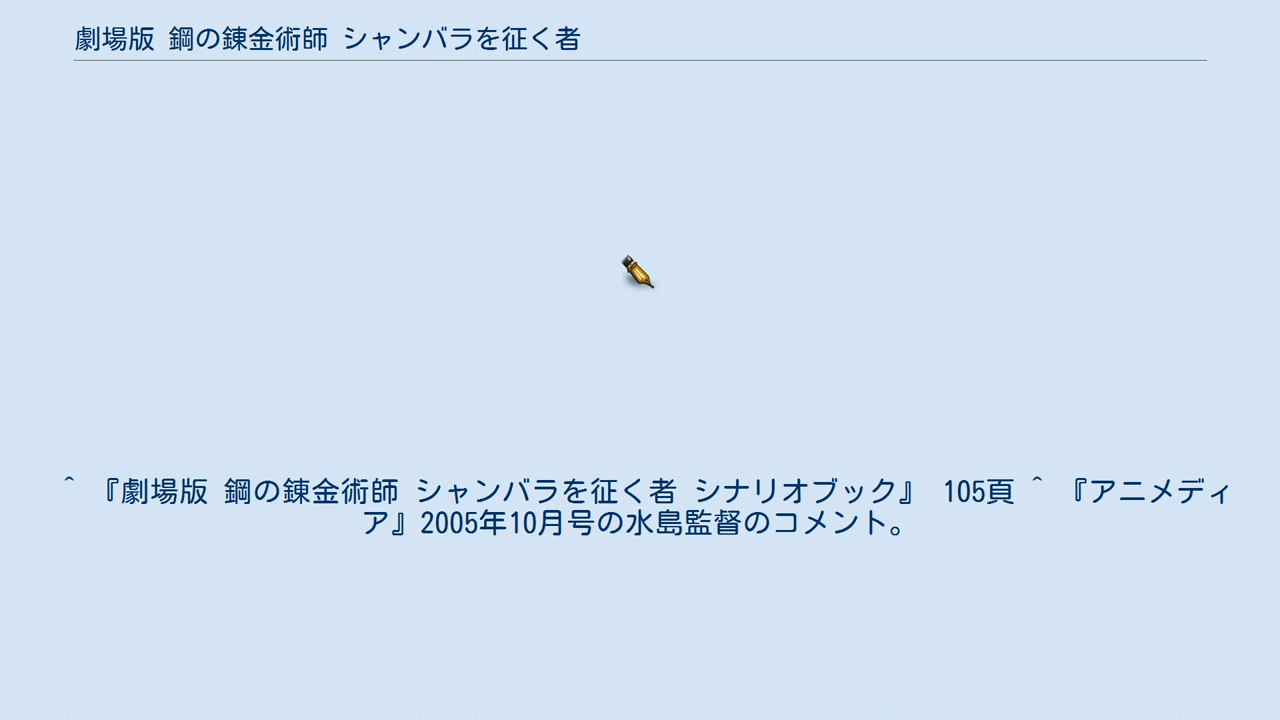 劇場版 鋼の錬金術師 シャンバラを征く者
^ 『劇場版 鋼の錬金術師 シャンバラを征く者 シナリオブック』 105頁 ^ 『アニメディ
ア』2005年10月号の水島監督のコメント。